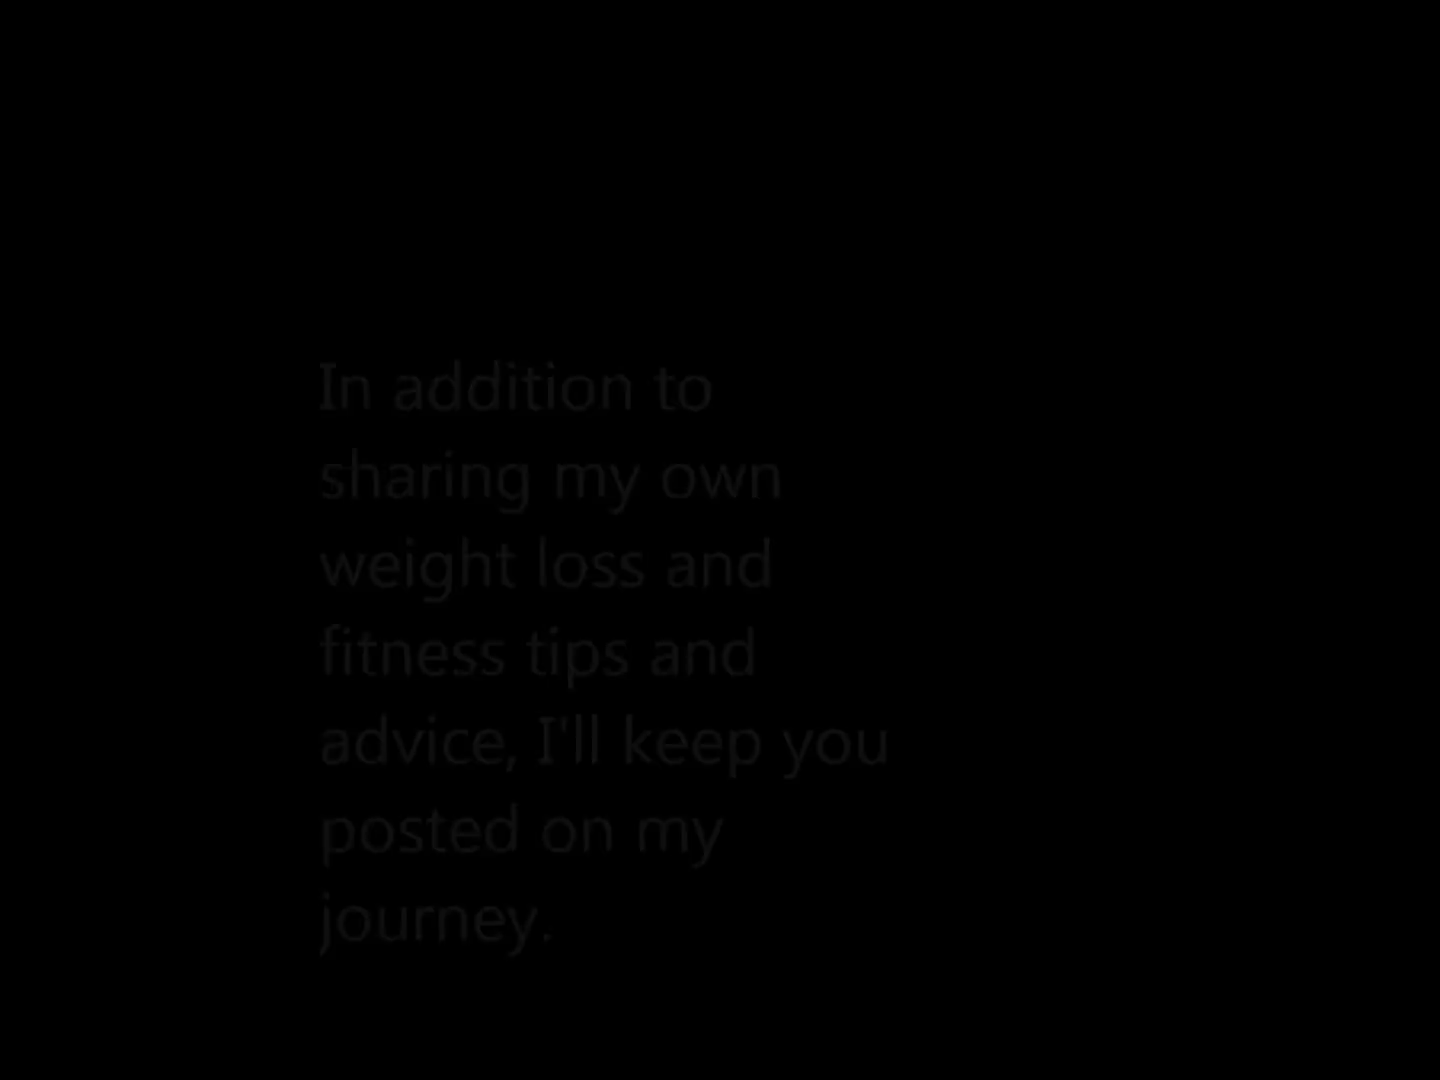 In addition to
sharing my own
weight loss and
fitness tips and
advice, I'll keep you
posted on my
journey.